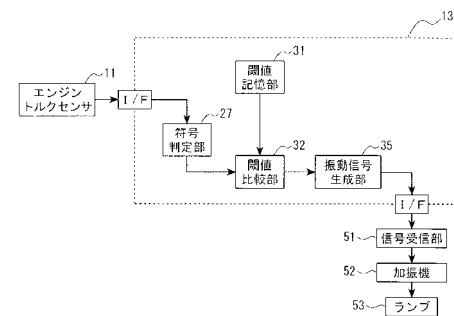 13
11
エンジン
トルクセンサ
I/F
27
符号
判定部
31
閾値
記憶部
32
閾値
比較部
35
振動信号
生成部
I/F
51
信号受信部
52
加振機
53
ランプ